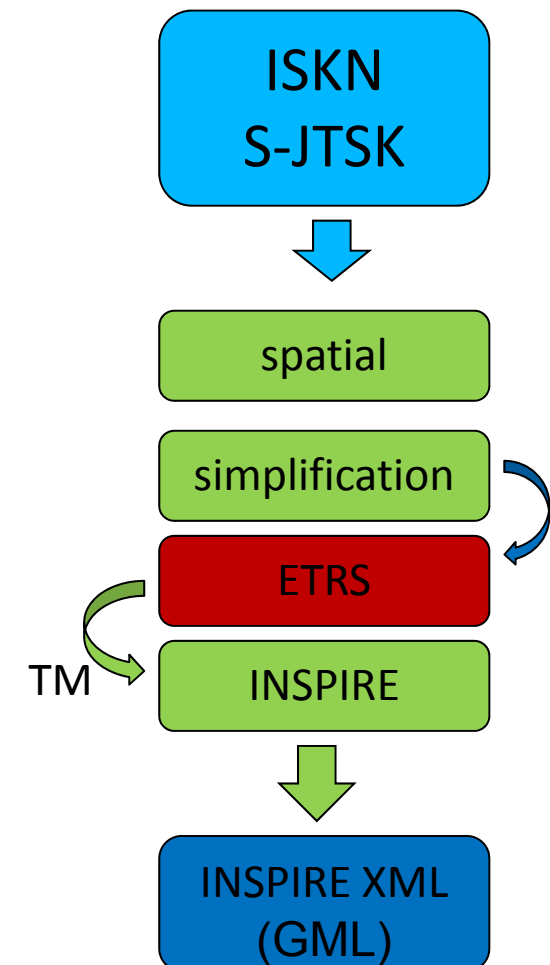 ISKN
S-JTSK
spatial
simplification
ETRS
TM
INSPIRE
INSPIRE XML
(GML)